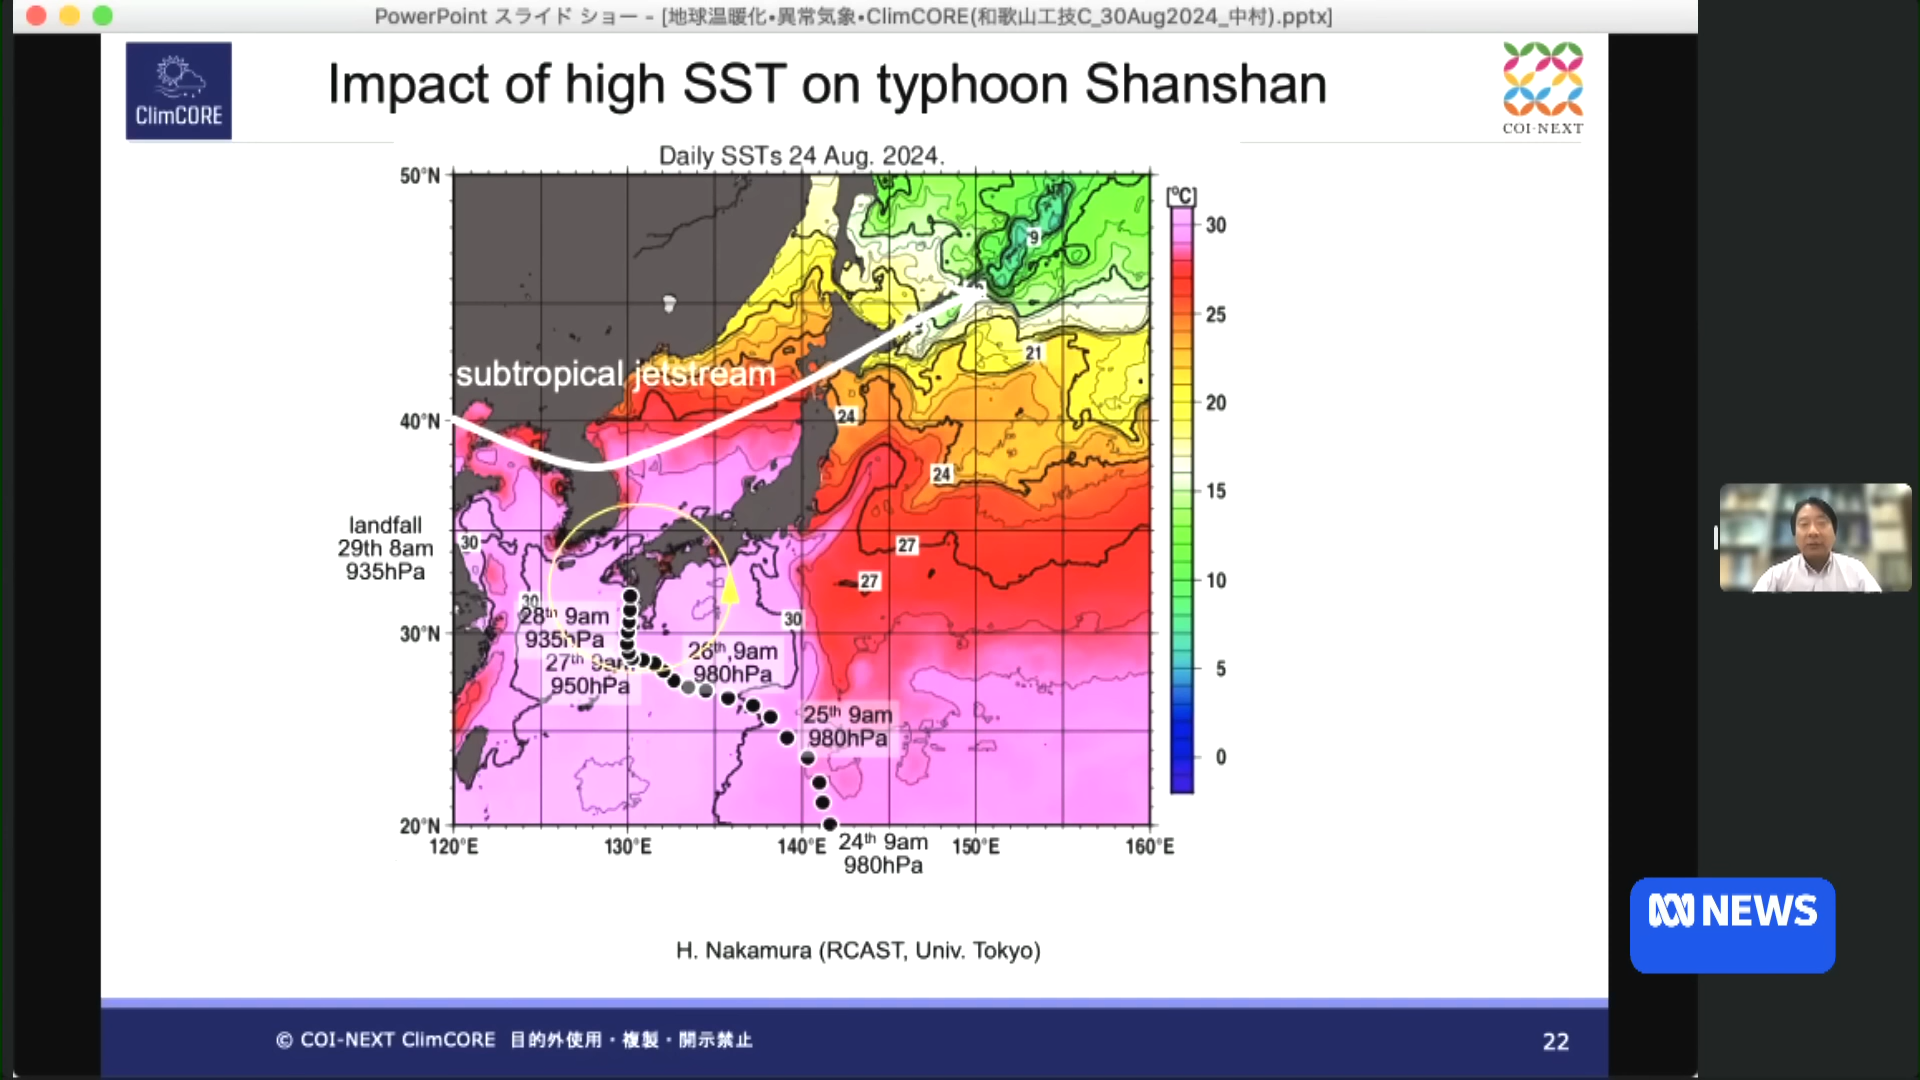 PowerPoint スライド ショー - [地球温暖化•異常気象•ClimCORE(和歌山工技C_30Aug2024_中村).pptx]
ClimCORE
Impact of high SST on typhoon Shanshan
COI-NEXT
Daily SSTs 24 Aug. 2024.
50°N
[°C]
30
9
25
21
subtropical jetstream
20
40°N
24
24
15
landfall
29th 8am
935hPa
30
27
27
10
30
28th 9am
935hPa
30
30°N
26th,9am
980hPa
27th 9am
950hPa
5
25th 9am
980hPa
0
20°N
120°E
130°E
140°E
150°E
160°E
24th 9am
980hPa
NEWS
H. Nakamura (RCAST, Univ. Tokyo)
© COI-NEXT ClimCORE 目的外使用・複製・開示禁止
22